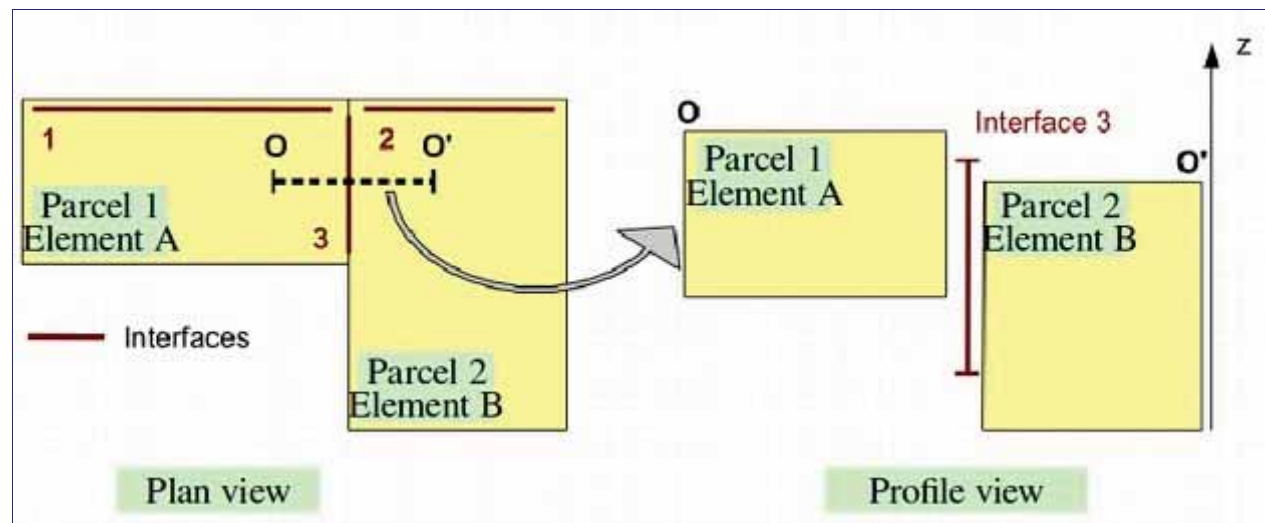 1
2
O
O'
Parcel 1
Element A
3
Interfaces
Parcel 2
Element B
Plan view
z
O
Interface 3
O'
Parcel 1
Element A
Parcel 2
Element B
Profile view